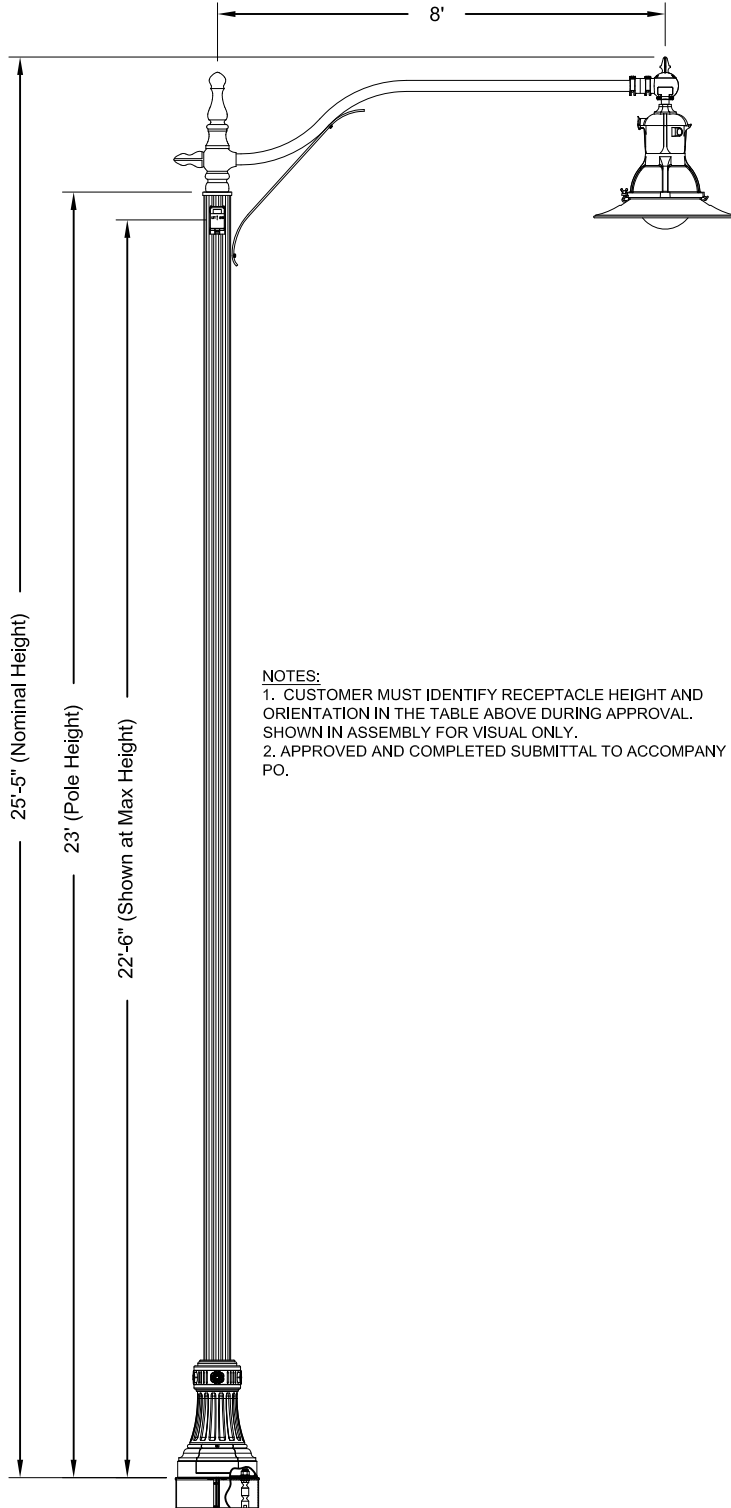 8'
25'-5" (Nominal Height)
23' (Pole Height)
22'-6" (Shown at Max Height)
NOTES:
1. CUSTOMER MUST IDENTIFY RECEPTACLE HEIGHT AND
ORIENTATION IN THE TABLE ABOVE DURING APPROVAL.
SHOWN IN ASSEMBLY FOR VISUAL ONLY.
2. APPROVED AND COMPLETED SUBMITTAL TO ACCOMPANY
PO.